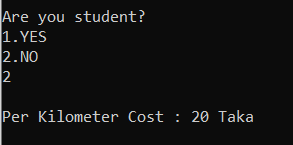 Are you student?
1.YES
2.NO
2
Per Kilometer Cost : 20 Taka